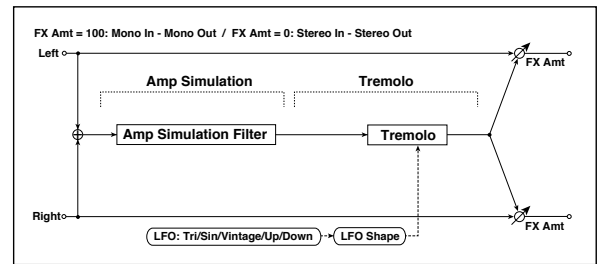 FX Amt = 100: Mono In - Mono Out / FX Amt = 0: Stereo In - Stereo Out
Left
FX Amt
Amp Simulation
Tremolo
Amp Simulation Filter
Tremolo
Right
FX Amt
LFO: Tri/Sin/Vintage/Up/Down
LFO Shape